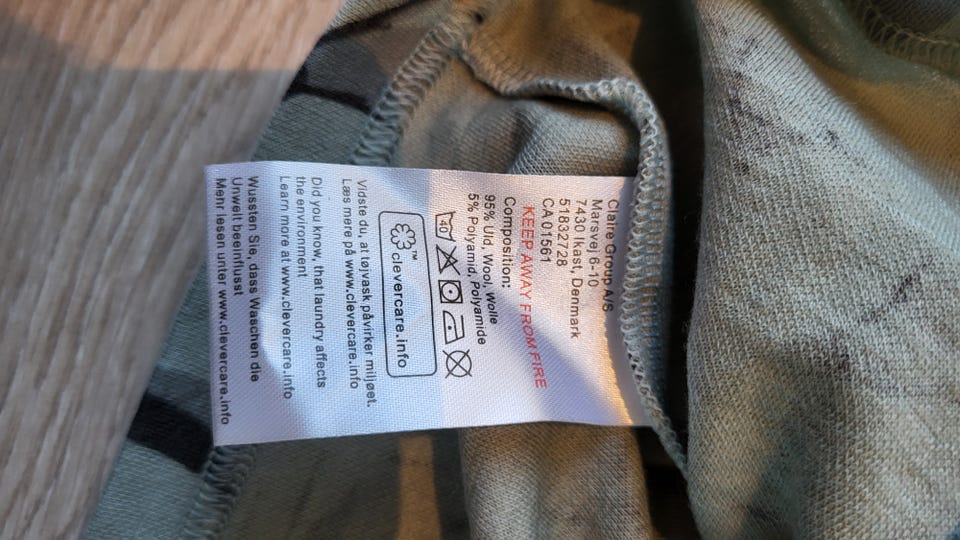 Claire Group A/S
Marsvej 6-10
7430 Ikast, Denmark
51832728
CA01561
KEEP AWAY FROM FIRE
Composition:
95% Uld, Wool, Wolle
5% Polyamid, Polyamide
40
clevercare.info™
Vidste du, at tøjvask påvirker miljøet.
Læs mere på www.clevercare.info
Did you know, that laundry affects
the environment
Learn more at www.clevercare.info
Wussten Sie, dass Waschen die
Unwelt beeinflusst
Mehr lesen unter www.clevercare.info